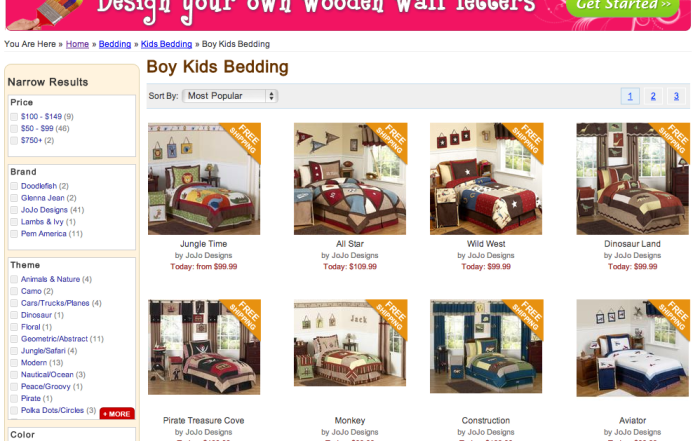 Design your own wooden wall letters
Get Started >>
You Are Here » Home » Bedding » Kids Bedding » Boy Kids Bedding
Narrow Results
Price
$100 - $149 (9)
$50 - $99 (46)
$750+ (2)
Brand
Doodlefish (2)
Glenna Jean (2)
JoJo Designs (41)
Lambs & Ivy (1)
Pem America (11)
Theme
Animals & Nature (4)
Camo (2)
Cars/Trucks/Planes (4)
Dinosaur (1)
Floral (1)
Geometric/Abstract (11)
Jungle/Safari (4)
Modern (13)
Nautical/Ocean (3)
Peace/Groovy (1)
Pirate (1)
Polka Dots/Circles (3)
+ MORE
Color
Boy Kids Bedding
Sort By: Most Popular
1 2 3
FREE SHIPPING
FREE SHIPPING
FREE SHIPPING
FREE SHIPPING
Jungle Time
by JoJo Designs
Today: from $99.99
All Star
by JoJo Designs
Today: $109.99
Wild West
by JoJo Designs
Today: $99.99
Dinosaur Land
by JoJo Designs
Today: $99.99
FREE SHIPPING
FREE SHIPPING
Jack
FREE SHIPPING
FREE SHIPPING
Pirate Treasure Cove
by JoJo Designs
Monkey
by JoJo Designs
Construction
by JoJo Designs
Aviator
by JoJo Designs